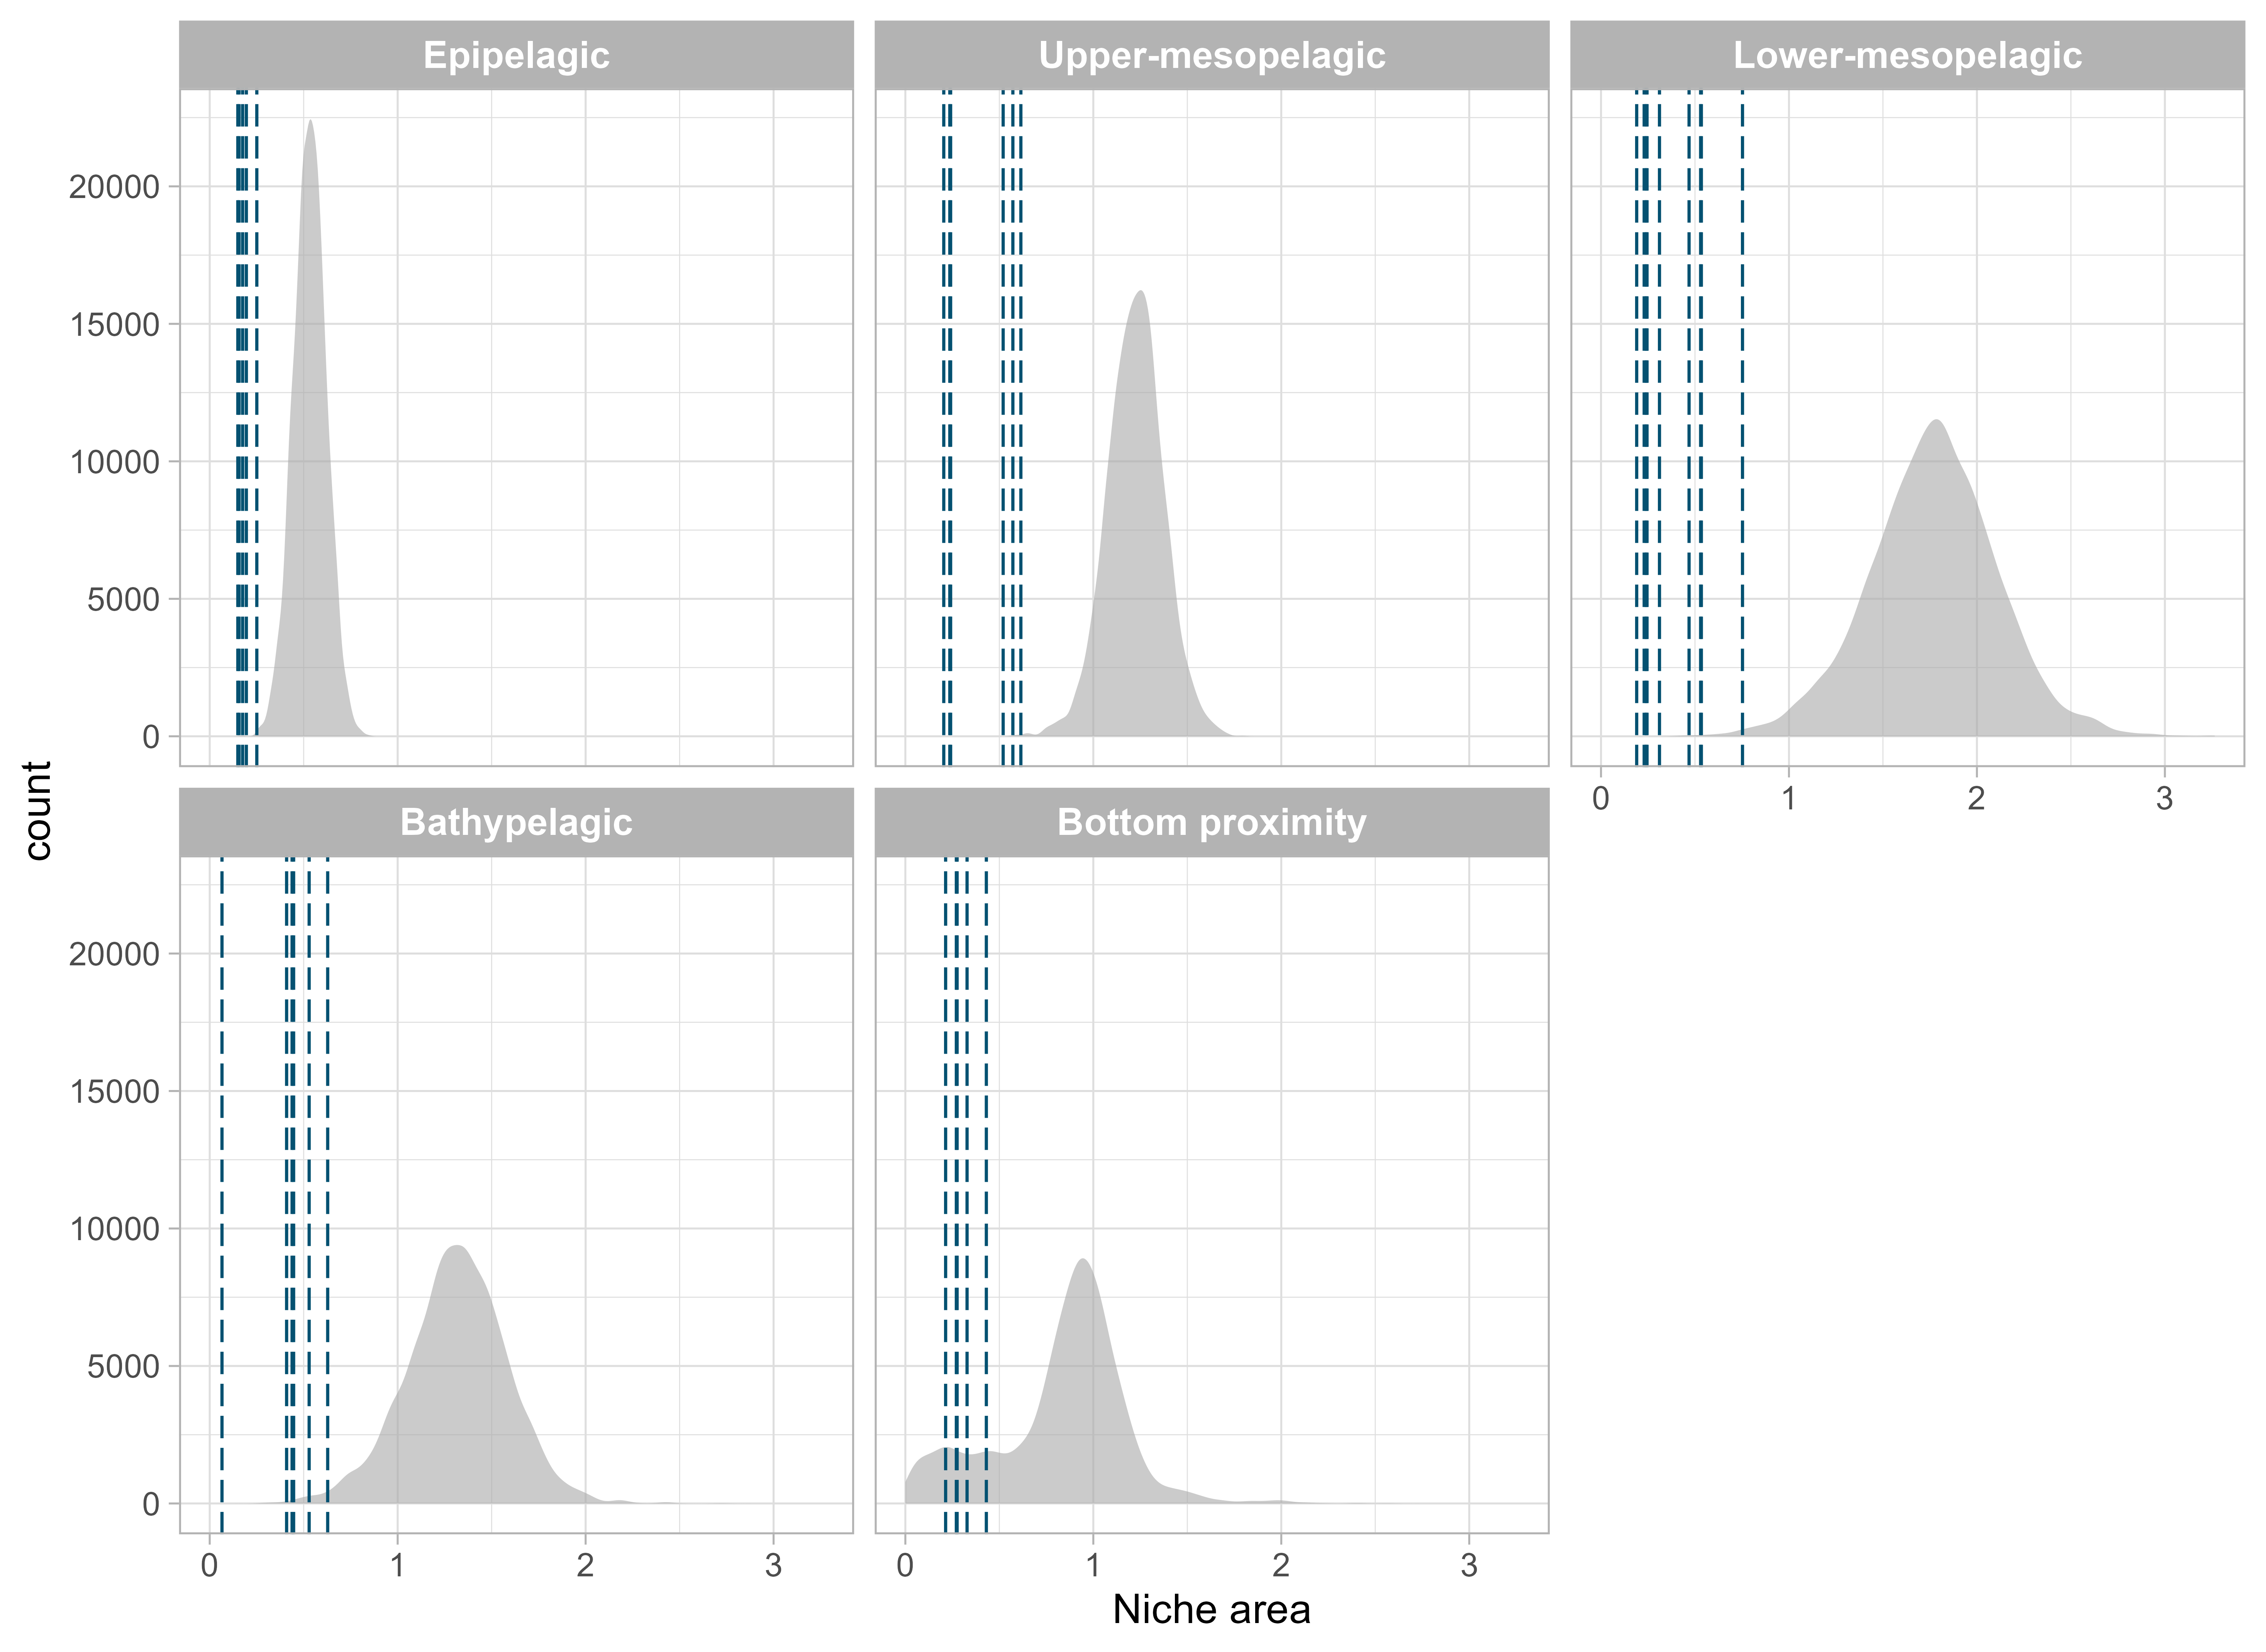 Epipelagic
Upper-mesopelagic
Lower-mesopelagic
20000
15000
10000
5000
0
0 1 2 3
count
Bathypelagic
Bottom proximity
20000
15000
10000
5000
0
0 1 2 3
0 1 2 3
Niche area